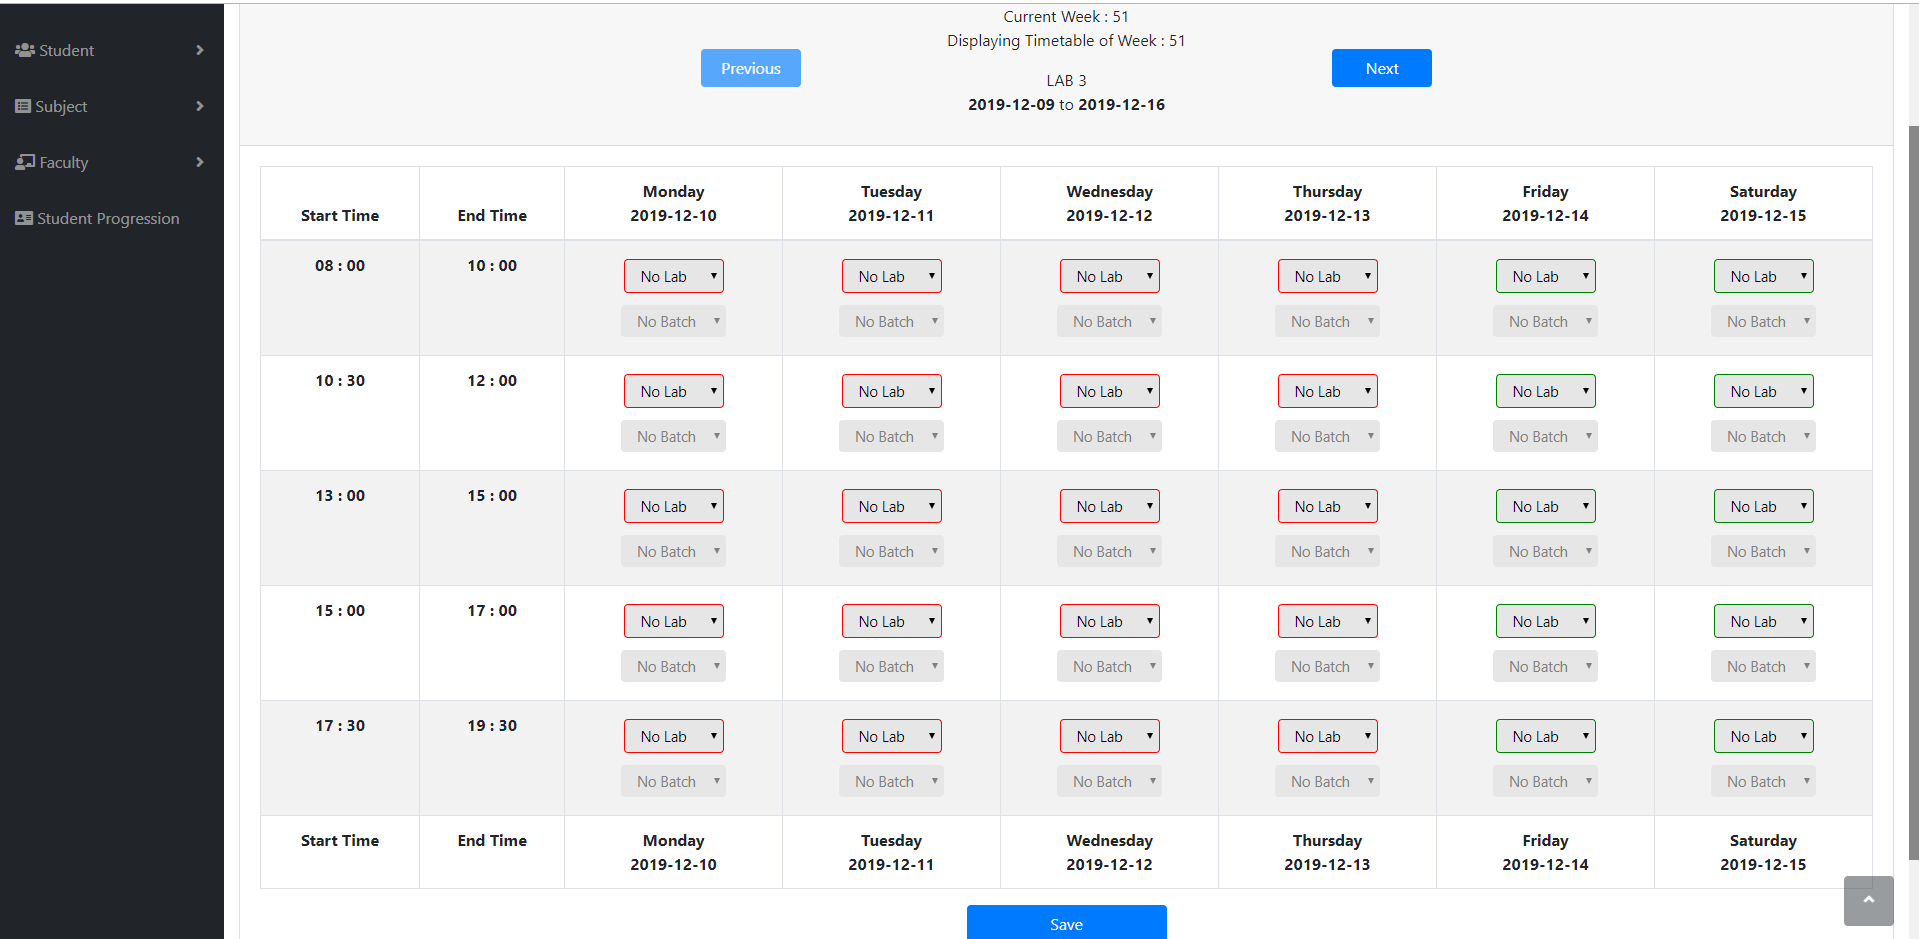 Student
Subject
Faculty
Student Progression
Current Week : 51
Displaying Timetable of Week : 51
Previous
Next
LAB 3
2019-12-09 to 2019-12-16
Start Time End Time Monday 2019-12-10 Tuesday 2019-12-11 Wednesday 2019-12-12 Thursday 2019-12-13 Friday 2019-12-14 Saturday 2019-12-15
08 : 00 10 : 00 No Lab No Lab No Lab No Lab No Lab No Lab
No Batch No Batch No Batch No Batch No Batch No Batch
10 : 30 12 : 00 No Lab No Lab No Lab No Lab No Lab No Lab
No Batch No Batch No Batch No Batch No Batch No Batch
13 : 00 15 : 00 No Lab No Lab No Lab No Lab No Lab No Lab
No Batch No Batch No Batch No Batch No Batch No Batch
15 : 00 17 : 00 No Lab No Lab No Lab No Lab No Lab No Lab
No Batch No Batch No Batch No Batch No Batch No Batch
17 : 30 19 : 30 No Lab No Lab No Lab No Lab No Lab No Lab
No Batch No Batch No Batch No Batch No Batch No Batch
Start Time End Time Monday Tuesday Wednesday Thursday Friday Saturday
2019-12-10 2019-12-11 2019-12-12 2019-12-13 2019-12-14 2019-12-15
Save